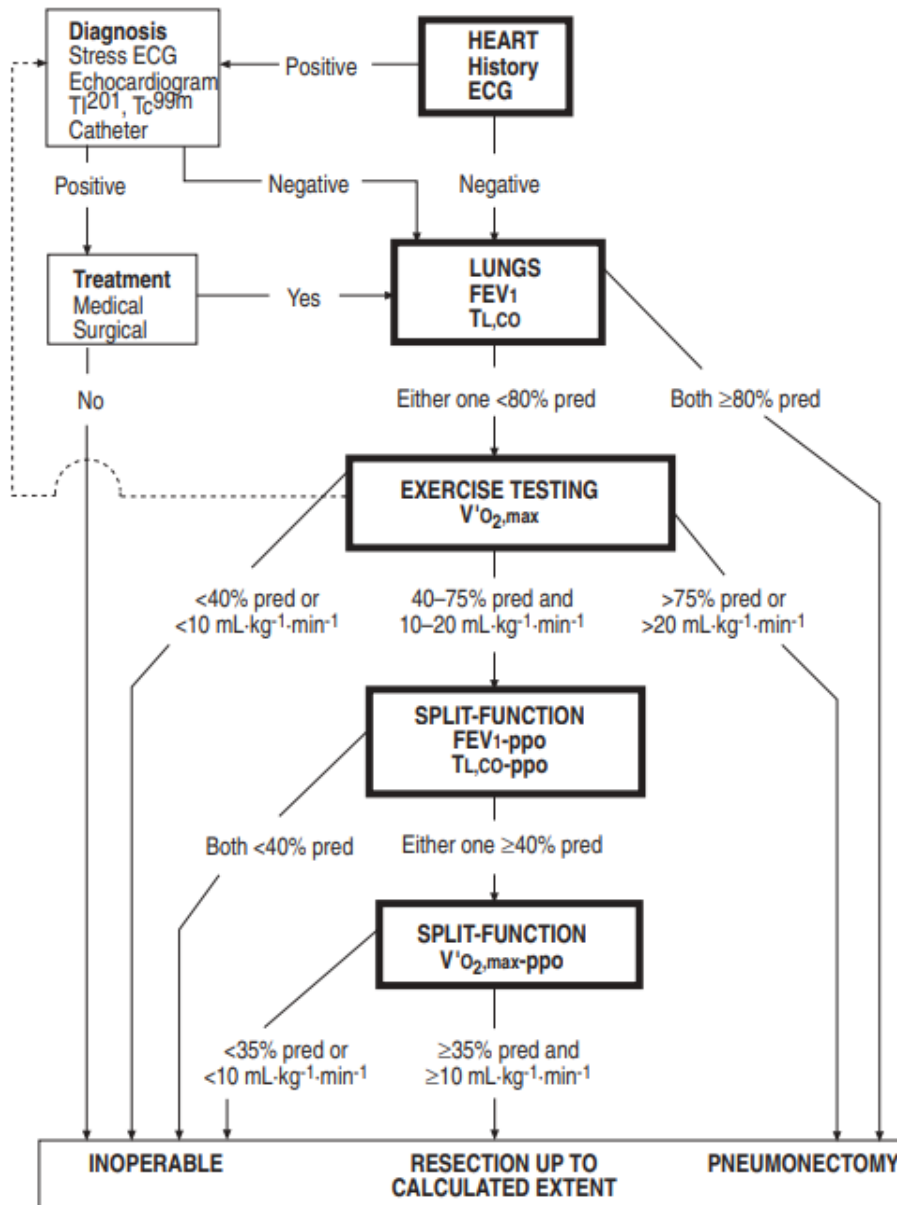 Diagnosis
Stress ECG
Echocardiogram
Tl201, Tc99m
Catheter
Positive
HEART
History
ECG
Positive
Negative
Negative
Treatment
Medical
Surgical
Yes
LUNGS
FEV1
TL,CO
No
Either one <80% pred
Both ≥80% pred
EXERCISE TESTING
V'O2,max
<40% pred or
<10 mL·kg-1·min-1
40–75% pred and
10–20 mL·kg-1·min-1
>75% pred or
>20 mL·kg-1·min-1
SPLIT-FUNCTION
FEV1-ppo
TL,CO-ppo
Both <40% pred
Either one ≥40% pred
SPLIT-FUNCTION
V'O2,max-ppo
<35% pred or
<10 mL·kg-1·min-1
≥35% pred and
≥10 mL·kg-1·min-1
INOPERABLE
RESECTION UP TO
CALCULATED EXTENT
PNEUMONECTOMY